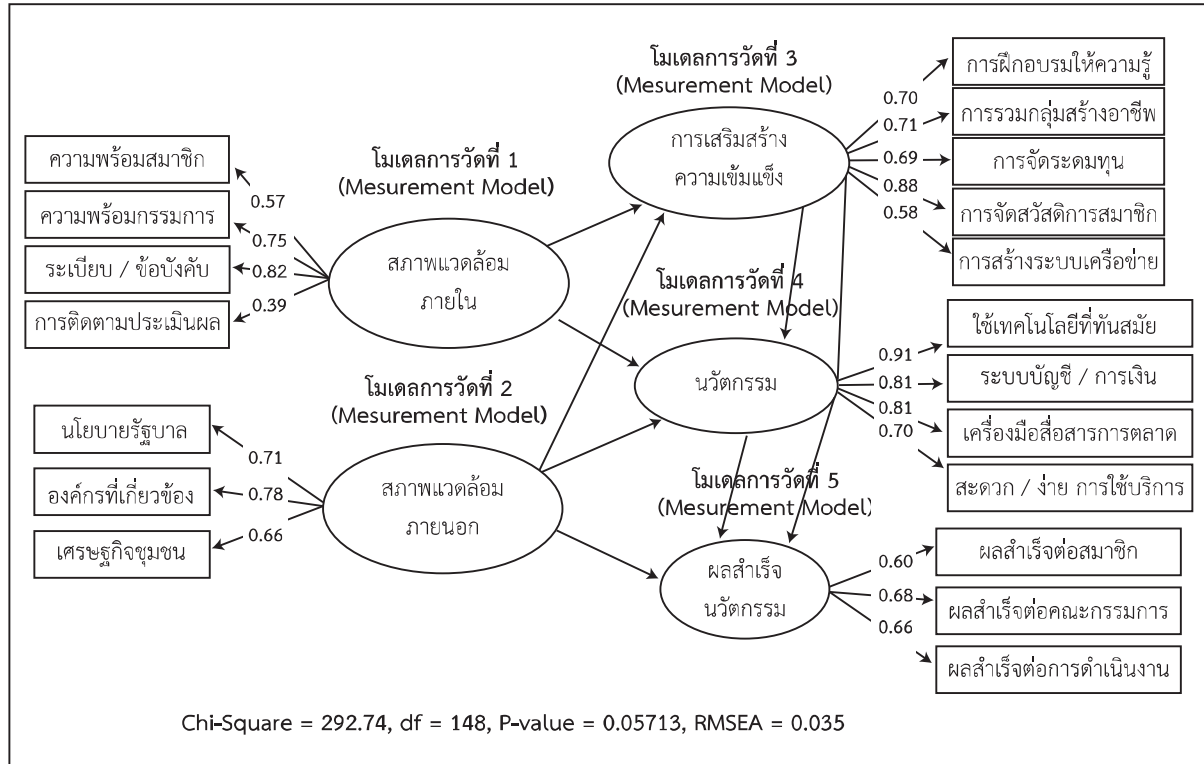 โมเดลการวัดที่ 3
(Mesurement Model)
การเสริมสร้าง
ความเข้มแข็ง
0.70
0.71
0.69
0.88
0.58
การฝึกอบรมให้ความรู้
การรวมกลุ่มสร้างอาชีพ
การจัดระดมทุน
การจัดสวัสดิการสมาชิก
การสร้างระบบเครือข่าย
โมเดลการวัดที่ 1
(Mesurement Model)
ความพร้อมสมาชิก
ความพร้อมกรรมการ
ระเบียบ / ข้อบังคับ
การติดตามประเมินผล
0.57
0.75
0.82
0.39
สภาพแวดล้อม
ภายใน
โมเดลการวัดที่ 4
(Mesurement Model)
นวัตกรรม
0.91
0.81
0.81
0.70
ใช้เทคโนโลยีที่ทันสมัย
ระบบบัญชี / การเงิน
เครื่องมือสื่อสารการตลาด
สะดวก / ง่าย การใช้บริการ
โมเดลการวัดที่ 2
(Mesurement Model)
นโยบายรัฐบาล
องค์กรที่เกี่ยวข้อง
เศรษฐกิจชุมชน
0.71
0.78
0.66
สภาพแวดล้อม
ภายนอก
โมเดลการวัดที่ 5
(Mesurement Model)
ผลสำเร็จ
นวัตกรรม
0.60
0.68
0.66
ผลสำเร็จต่อสมาชิก
ผลสำเร็จต่อคณะกรรมการ
ผลสำเร็จต่อการดำเนินงาน
Chi-Square = 292.74, df = 148, P-value = 0.05713, RMSEA = 0.035